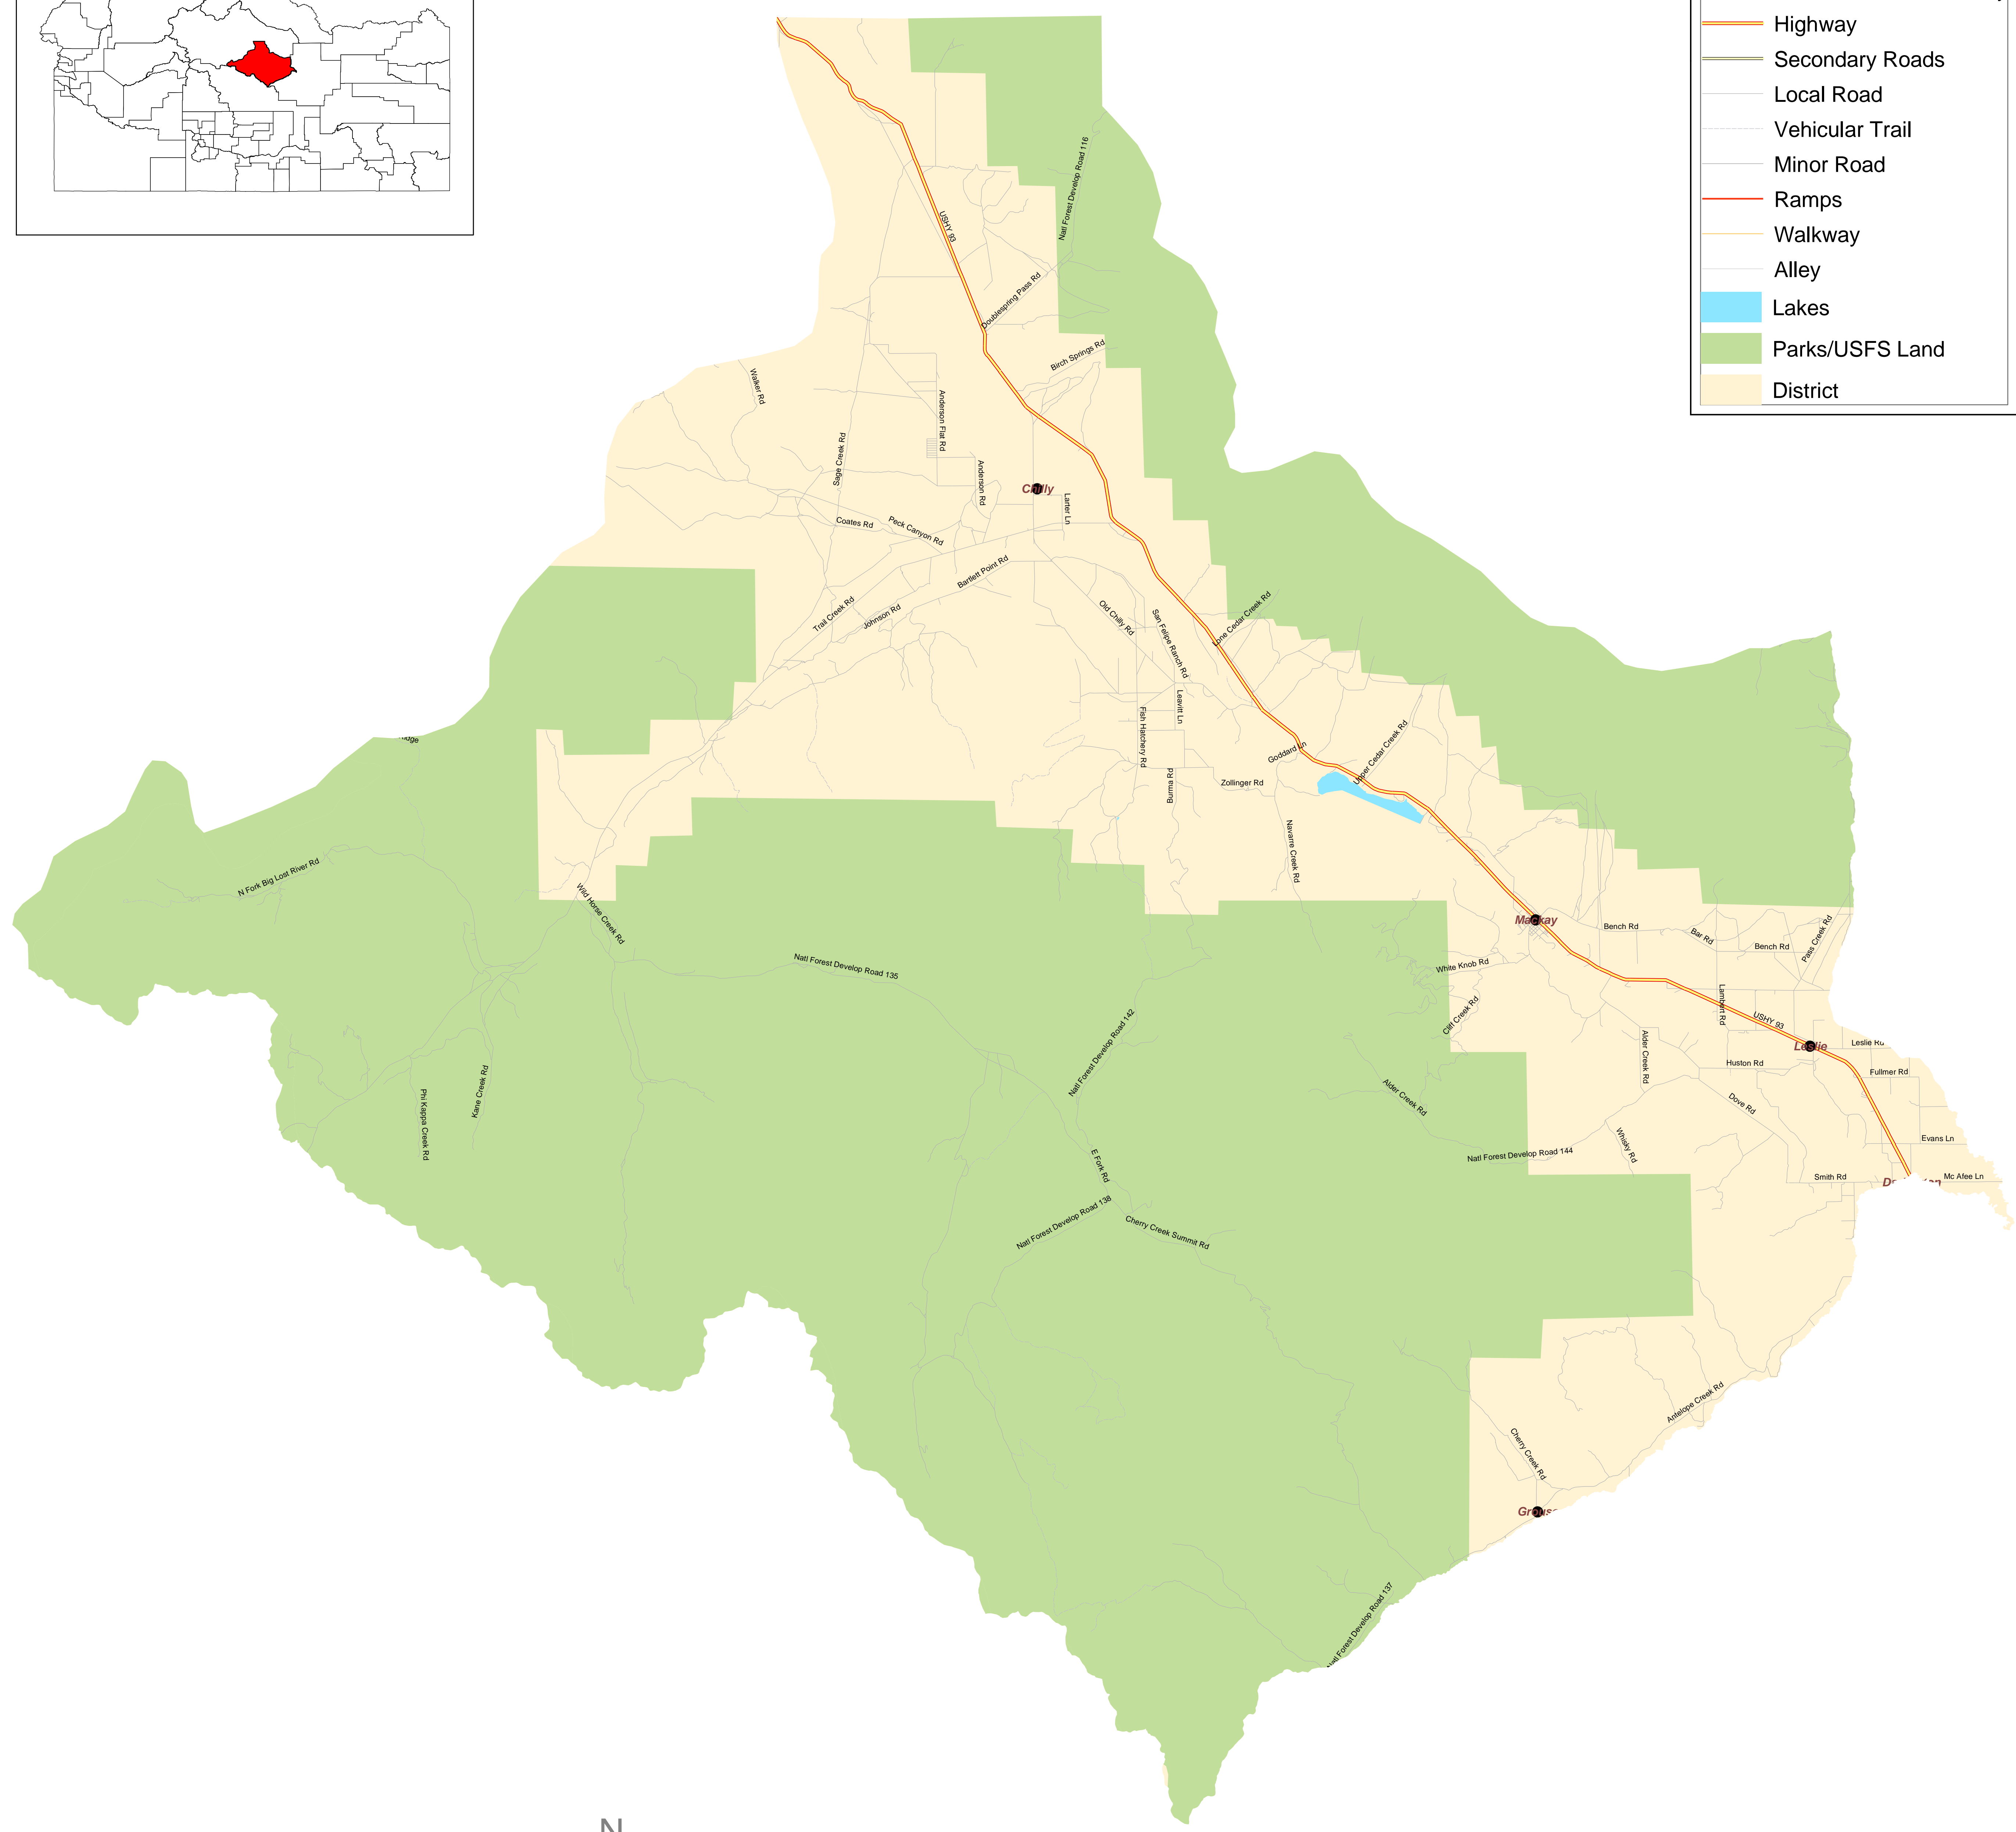 Highway
Secondary Roads
Local Road
Vehicular Trail
Minor Road
Ramps
Walkway
Alley
Lakes
Parks/USFS Land
District
USHY 93
Natl Forest Develop Road 116
Doublespring Pass Rd
Birch Springs Rd
Walker Rd
Anderson Flat Rd
Sage Creek Rd
Anderson Rd
Chilly
Larter Ln
Coates Rd
Peck Canyon Rd
Bartlett Point Rd
Trail Creek Rd
Johnson Rd
Old Chilly Rd
San Felipe Ranch Rd
Lone Cedar Creek Rd
Leavitt Ln
Fish Hatchery Rd
Goddard Ln
Upper Cedar Creek Rd
Burma Rd
Zollinger Rd
Navarre Creek Rd
N Fork Big Lost River Rd
Wild Horse Creek Rd
Mackay
Bench Rd
Bar Rd
Bench Rd
Pass Creek Rd
Natl Forest Develop Road 135
White Knob Rd
Cliff Creek Rd
Lambert Rd
USHY 93
Natl Forest Develop Road 142
Leslie
Leslie Rd
Alder Creek Rd
Huston Rd
Fullmer Rd
Phi Kappa Creek Rd
Kane Creek Rd
Alder Creek Rd
Dove Rd
Whisky Rd
Evans Ln
E Fork Rd
Natl Forest Develop Road 144
Smith Rd
Mc Afee Ln
Natl Forest Develop Road 138
Cherry Creek Summit Rd
Antelope Creek Rd
Cherry Creek Rd
Natl Forest Develop Road 137
N